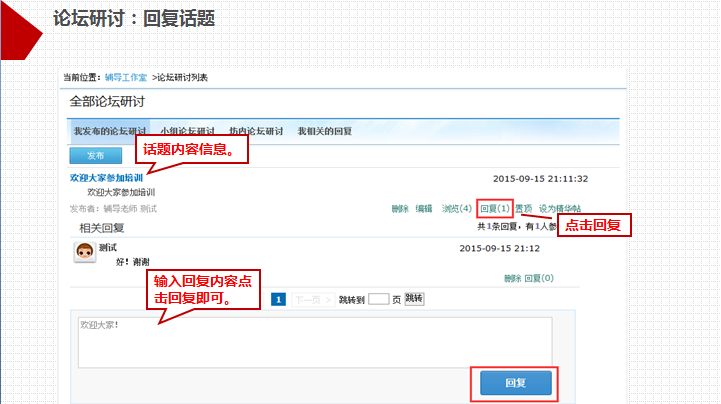 论坛研讨：回复话题
当前位置：辅导工作室 >论坛研讨列表
全部论坛研讨
我发布的论坛研讨 小组论坛研讨 坊内论坛研讨 我相关的回复
发布
话题内容信息。
欢迎大家参加培训 2015-09-15 21:11:32
欢迎大家参加培训
发布者：辅导老师 测试 删除 编辑 浏览(4) 回复(1) 置顶 设为精华帖
点击回复
相关回复 共1条回复，有1人参
测试 2015-09-15 21:12
好！谢谢
删除 回复(0)
输入回复内容点
击回复即可。
1 下一页 > 跳转到 页 跳转
欢迎大家！
回复